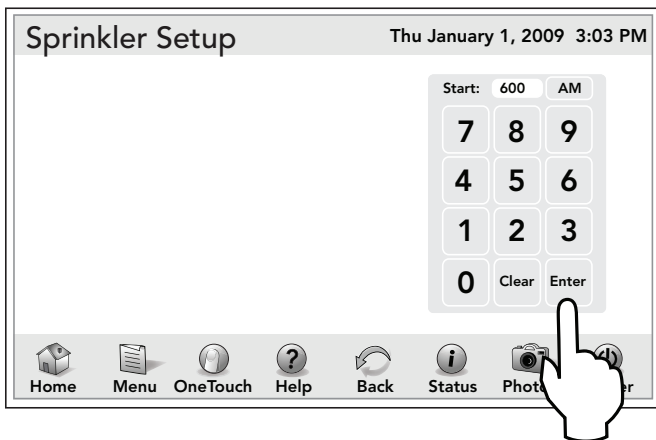 Sprinkler Setup
Thu January 1, 2009 3:03 PM
Start: 600 AM
7 8 9
4 5 6
1 2 3
0 Clear Enter
Home Menu OneTouch Help Back Status